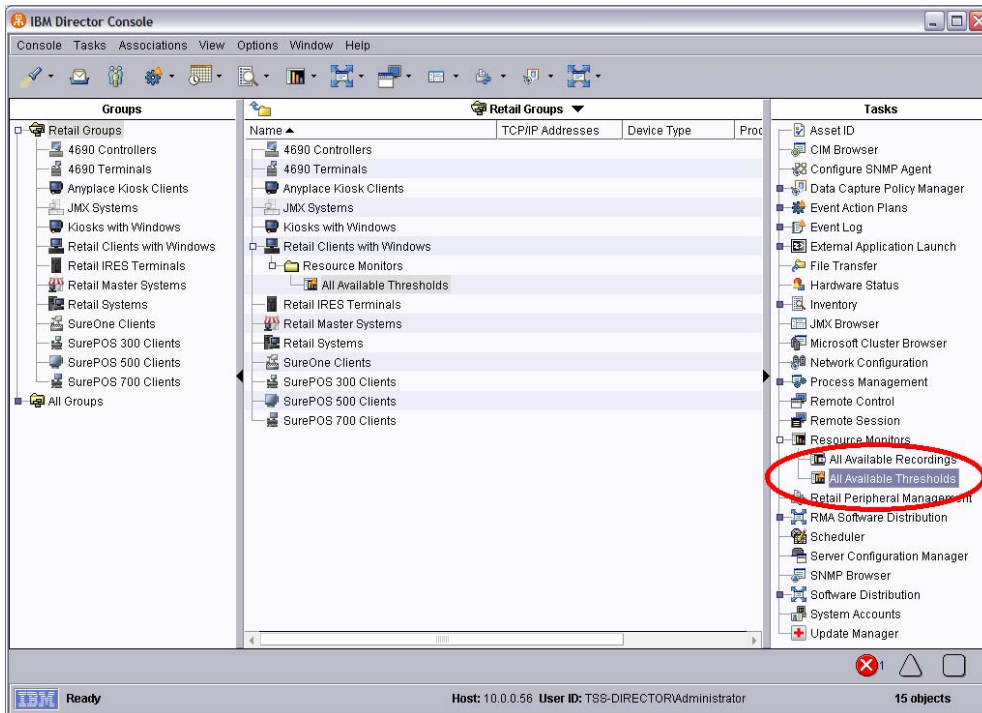 IBM Director Console
Console Tasks Associations View Options Window Help
Groups
Retail Groups
4690 Controllers
4690 Terminals
Anyplace Kiosk Clients
JMX Systems
Kiosks with Windows
Retail Clients with Windows
Retail IRES Terminals
Retail Master Systems
Retail Systems
SureOne Clients
SurePOS 300 Clients
SurePOS 500 Clients
SurePOS 700 Clients
All Groups
Retail Groups
Name TCP/IP Addresses Device Type Proc
4690 Controllers
4690 Terminals
Anyplace Kiosk Clients
JMX Systems
Kiosks with Windows
Retail Clients with Windows
Resource Monitors
All Available Thresholds
Retail IRES Terminals
Retail Master Systems
Retail Systems
SureOne Clients
SurePOS 300 Clients
SurePOS 500 Clients
SurePOS 700 Clients
Tasks
Asset ID
CIM Browser
Configure SNMP Agent
Data Capture Policy Manager
Event Action Plans
Event Log
External Application Launch
File Transfer
Hardware Status
Inventory
JMX Browser
Microsoft Cluster Browser
Network Configuration
Process Management
Remote Control
Remote Session
Resource Monitors
All Available Recordings
All Available Thresholds
Retail Peripheral Management
RMA Software Distribution
Scheduler
Server Configuration Manager
SNMP Browser
Software Distribution
System Accounts
Update Manager
1
IBM Ready Host: 10.0.0.56 User ID: TSS-DIRECTOR\Administrator 15 objects